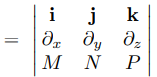 = | i j k |
| ∂x ∂y ∂z |
| M N P |